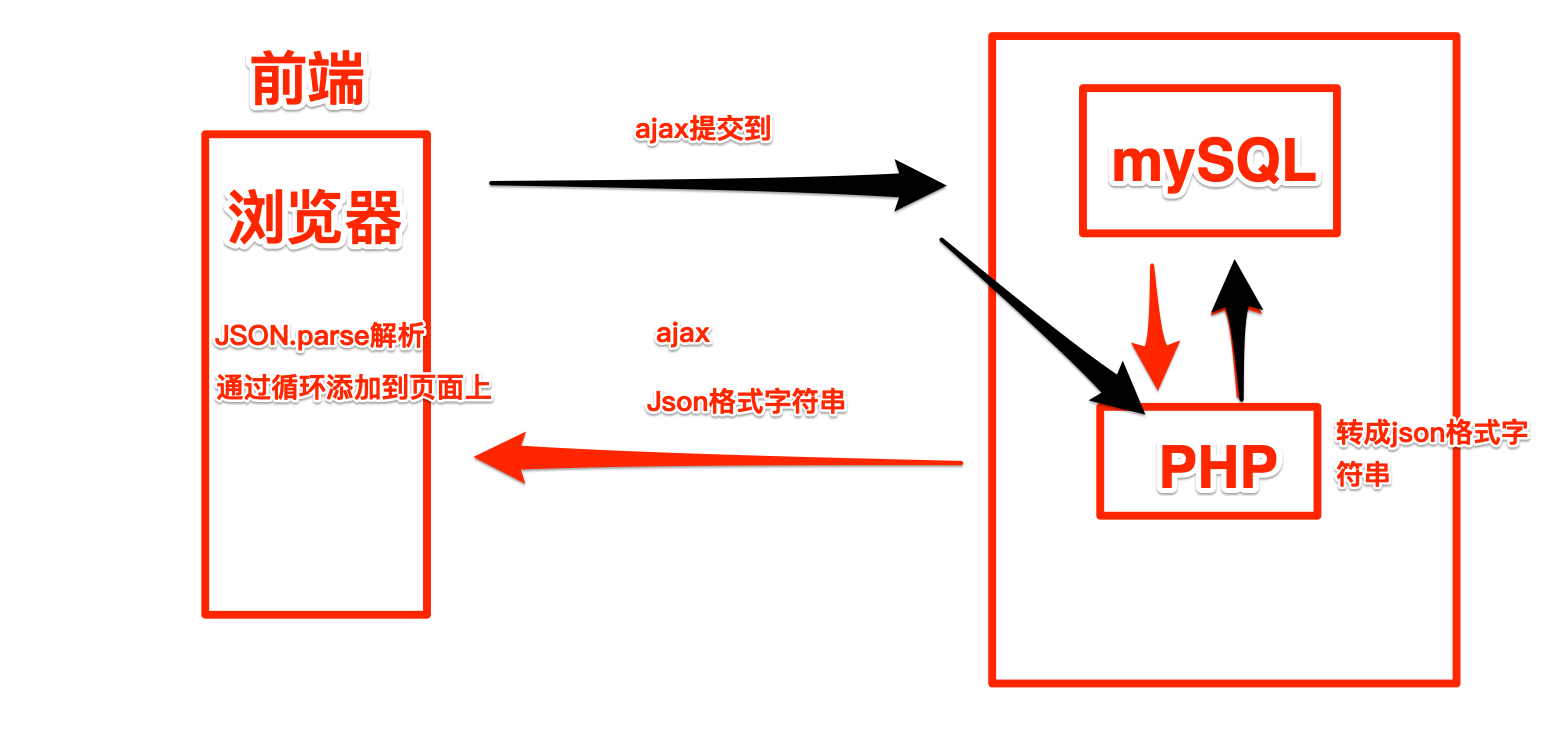 前端
浏览器
JSON.parse解析
通过循环添加到页面上
ajax提交到
ajax
Json格式字符串
mySQL
PHP
转成json格式字
符串